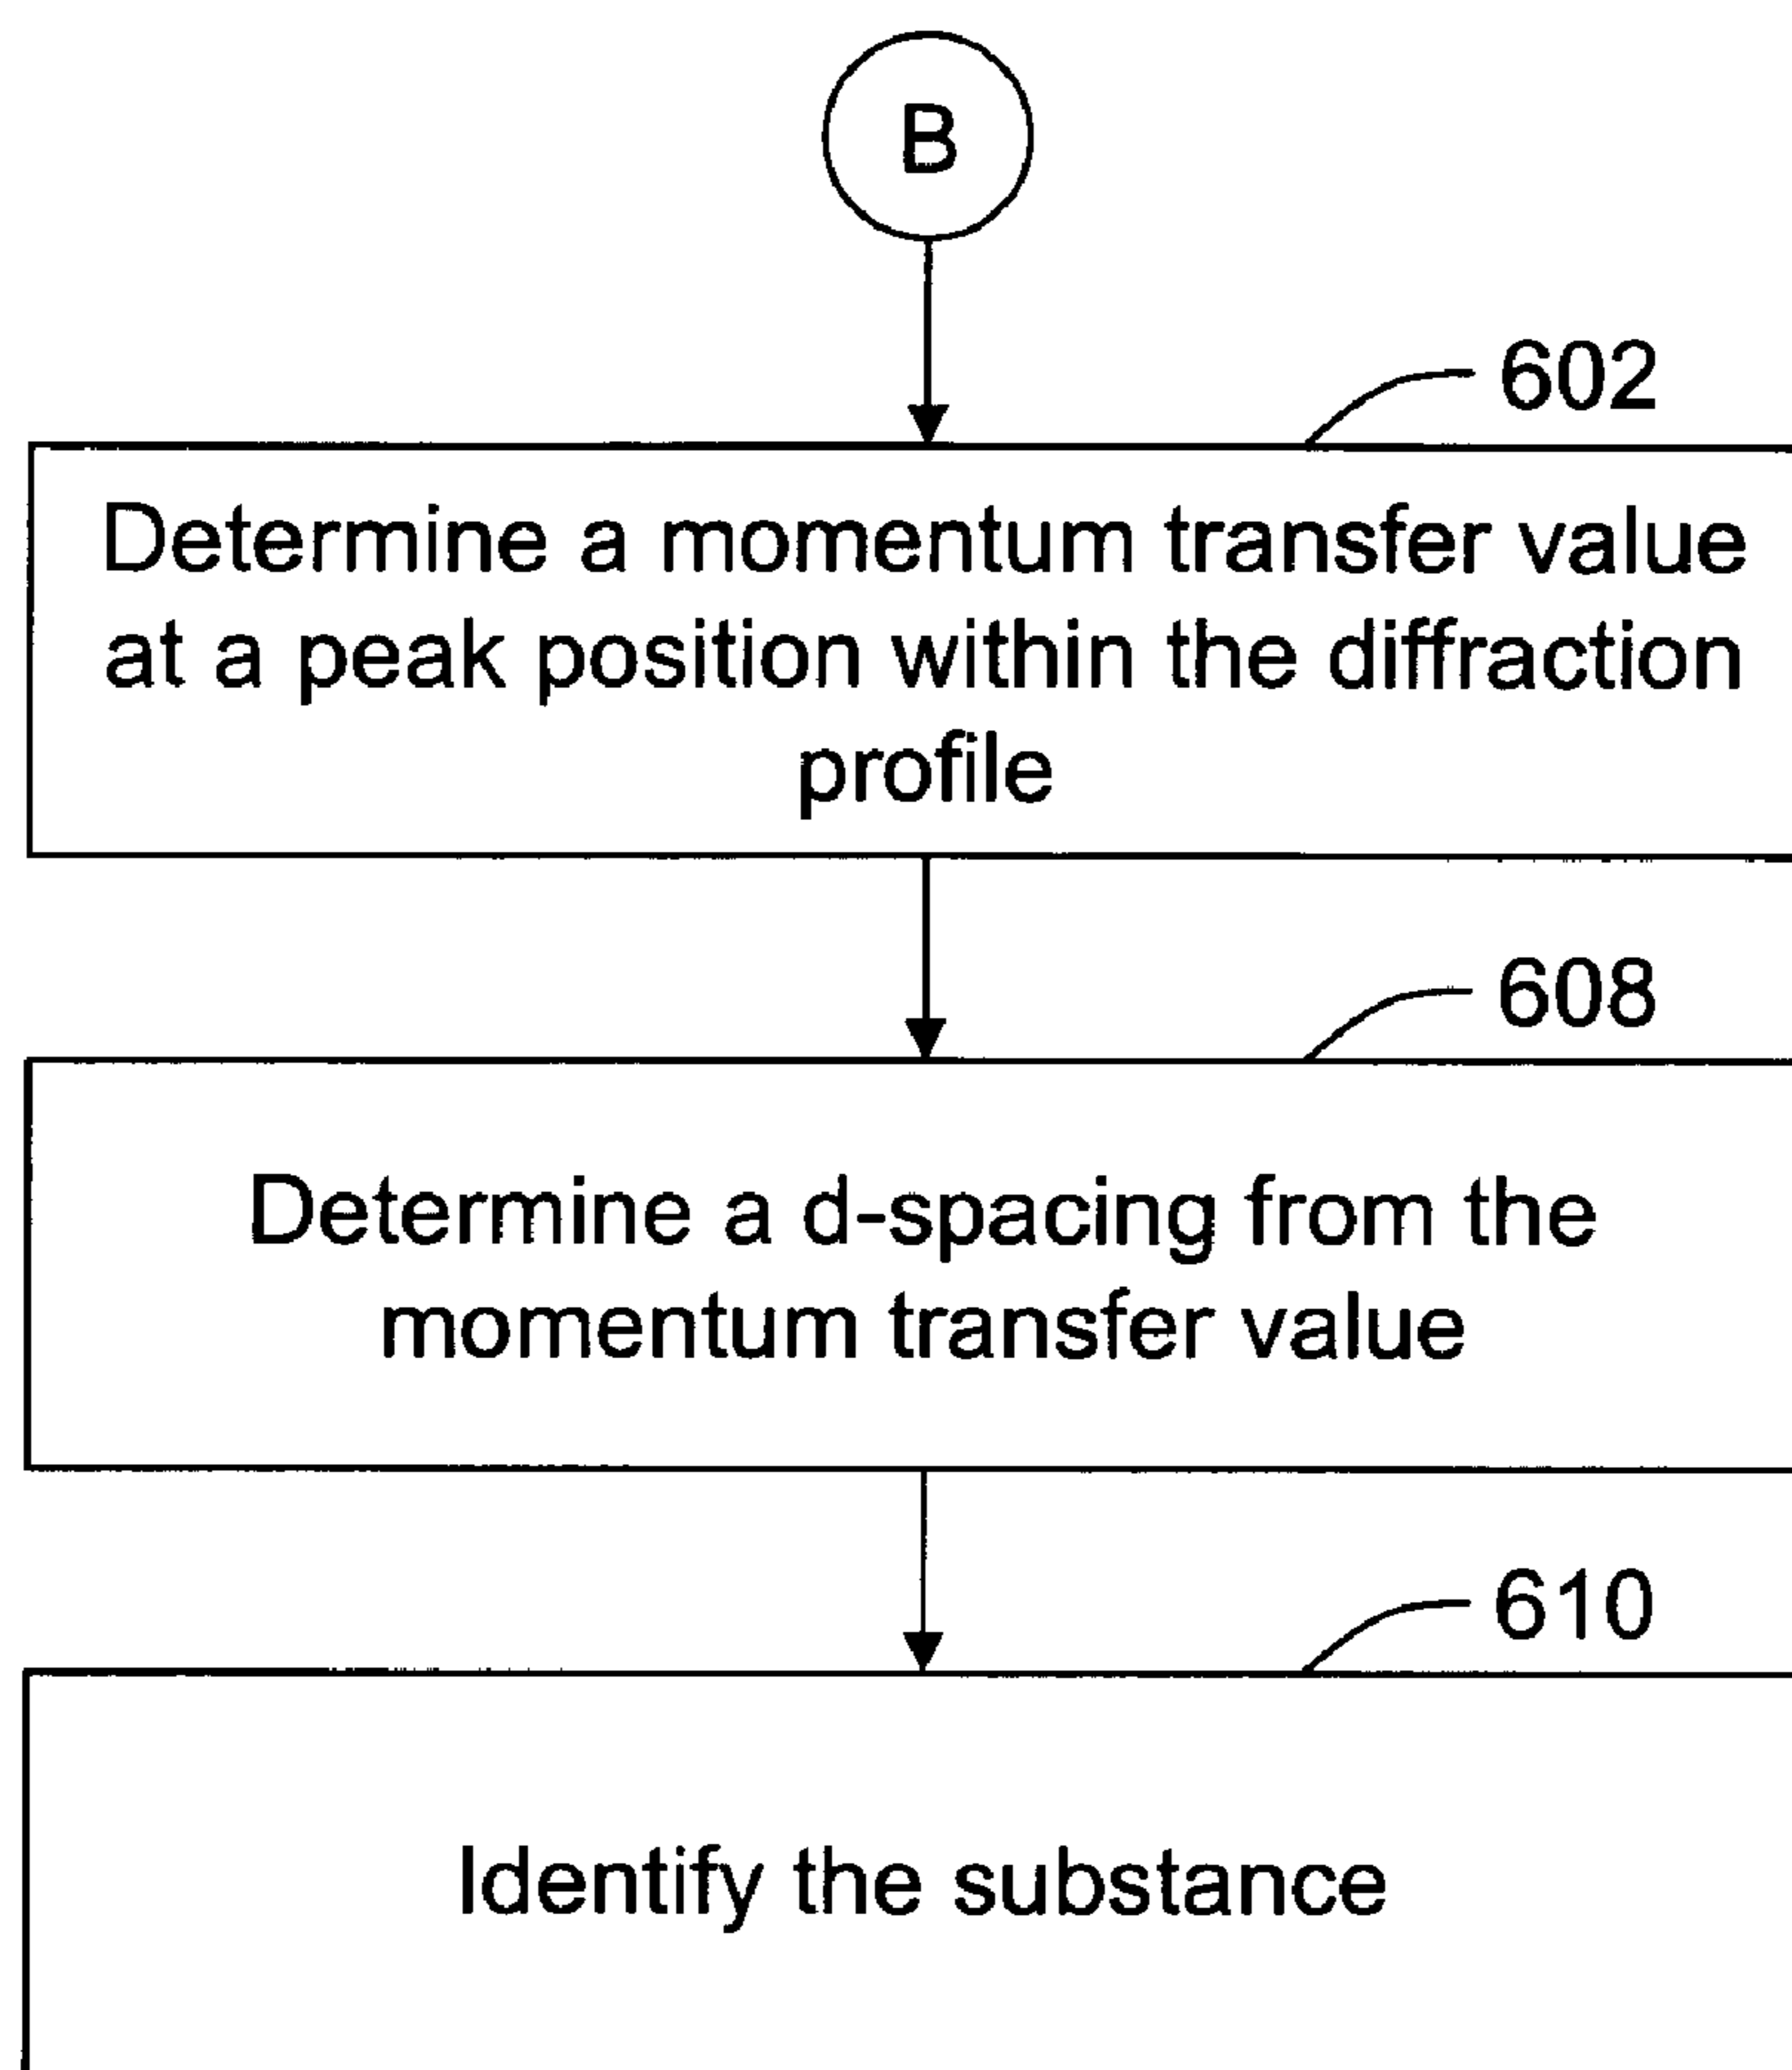 B
602
Determine a momentum transfer value
at a peak position within the diffraction
profile
608
Determine a d-spacing from the
momentum transfer value
610
Identify the substance